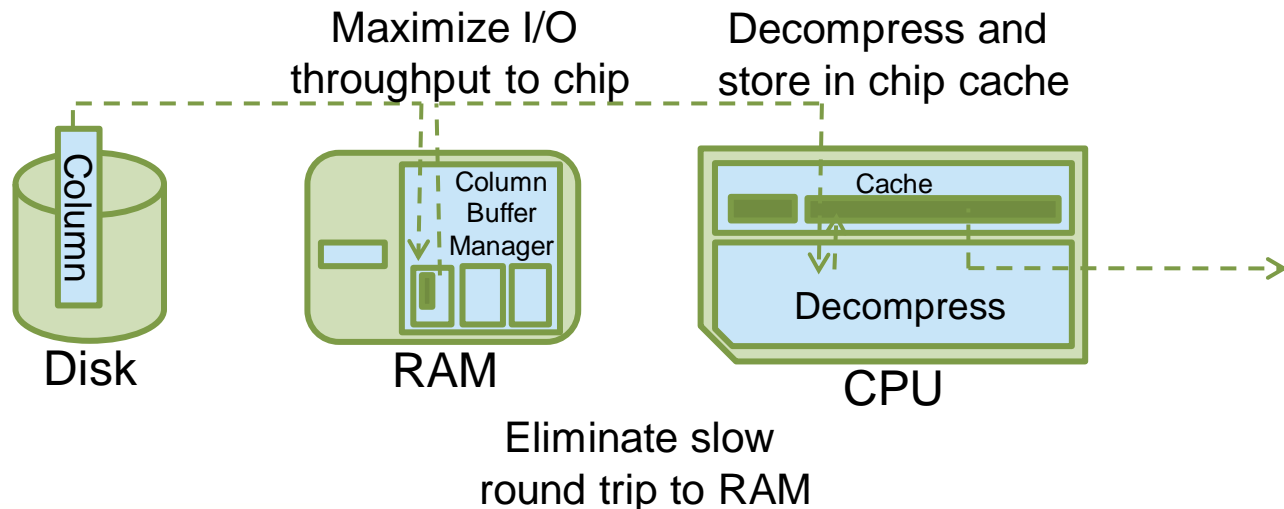 Maximize I/O
throughput to chip
Decompress and
store in chip cache
Column
Column
Buffer
Manager
Cache
Decompress
Disk
RAM
CPU
Eliminate slow
round trip to RAM